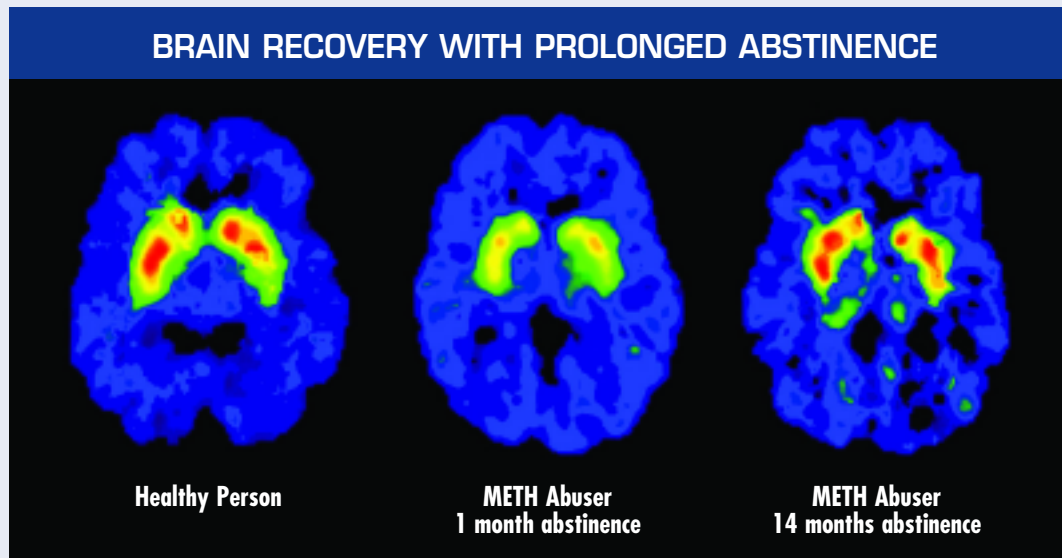 BRAIN RECOVERY WITH PROLONGED ABSTINENCE
Healthy Person
METH Abuser
1 month abstinence
METH Abuser
14 months abstinence